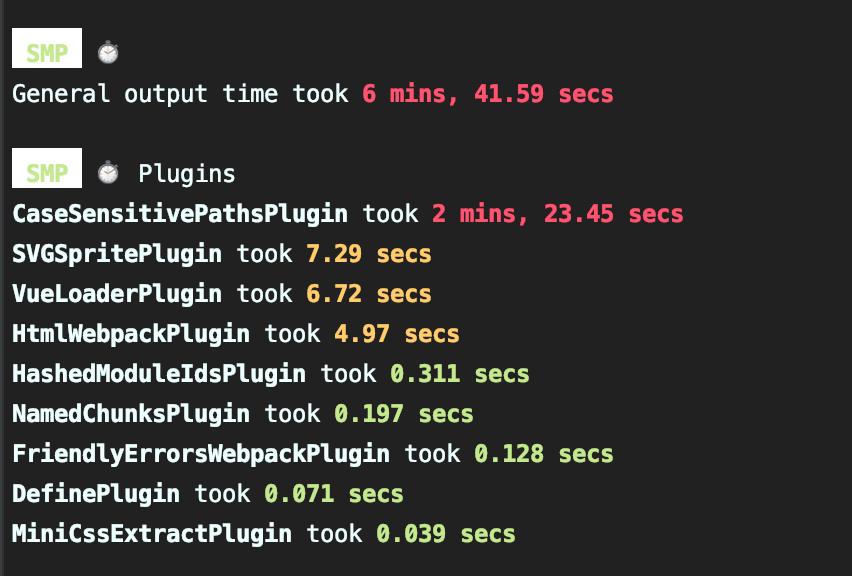 SMP ⏱
General output time took 6 mins, 41.59 secs
SMP ⏱ Plugins
CaseSensitivePathsPlugin took 2 mins, 23.45 secs
SVGSpritePlugin took 7.29 secs
VueLoaderPlugin took 6.72 secs
HtmlWebpackPlugin took 4.97 secs
HashedModuleIdsPlugin took 0.311 secs
NamedChunksPlugin took 0.197 secs
FriendlyErrorsWebpackPlugin took 0.128 secs
DefinePlugin took 0.071 secs
MiniCssExtractPlugin took 0.039 secs